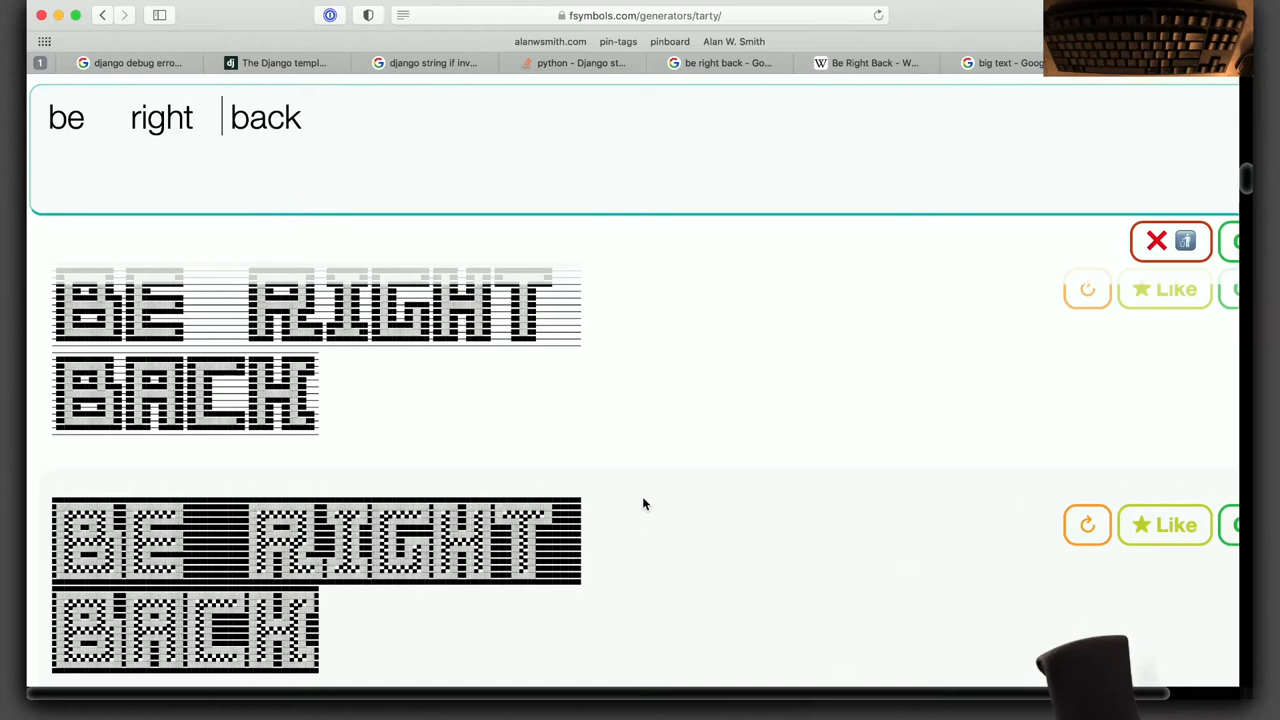 fsymbols.com/generators/tarty/
alanwsmith.com pin-tags pinboard Alan W. Smith
1 django debug erro... The Django templ... django string if inv... python - Django st... be right back - Go... Be Right Back - W... big text - Goog
be right back
BE RIGHT
BACK
Like
BE RIGHT
BACK
Like